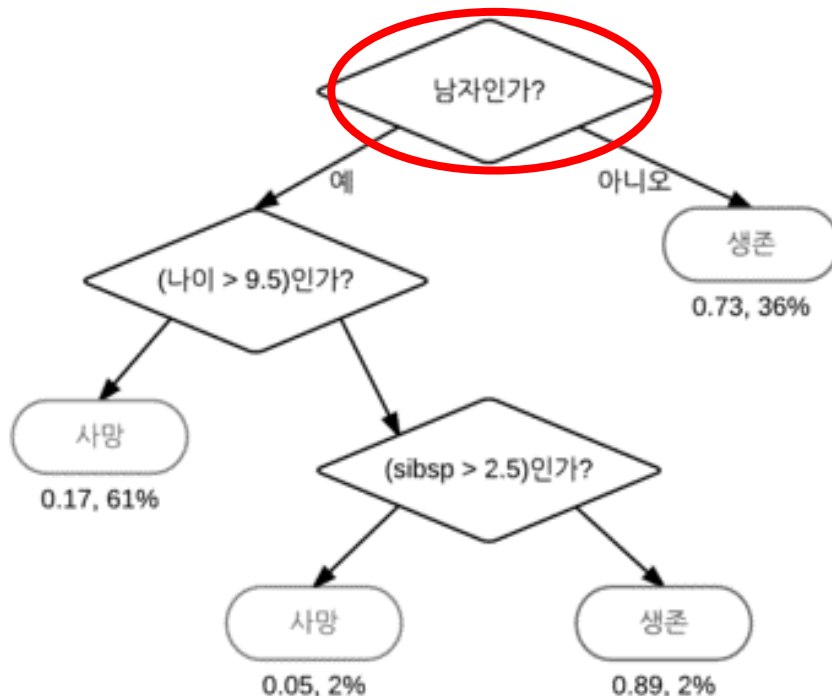 남자인가?
예
아니오
생존
0.73, 36%
(나이 > 9.5)인가?
사망
0.17, 61%
(sibsp > 2.5)인가?
사망
0.05, 2%
생존
0.89, 2%